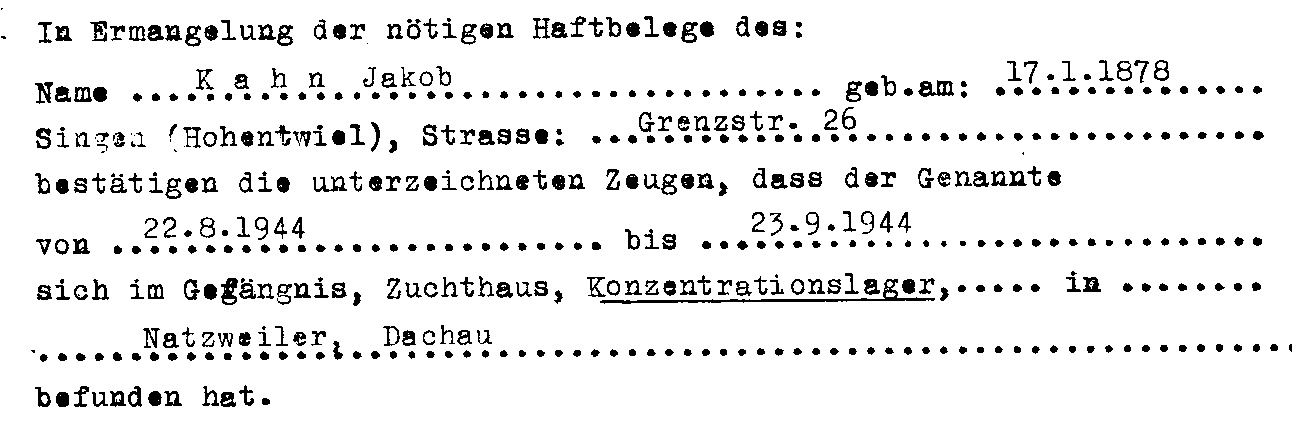 In Ermangelung der nötigen Haftbelege des:
Name .... K a h n Jakob .............................. geb.am: 17.1.1878
Singen (Hohentwiel), Strasse: ...Grenzstr. 26..........................
bestätigen die unterzeichneten Zeugen, dass der Genannte
von ..22.8.1944.................... bis ...23.9.1944......................
sich im Gefängnis, Zuchthaus, Konzentrationslager,..... in ........
.......Natzweiler, Dachau..................................................
befunden hat.